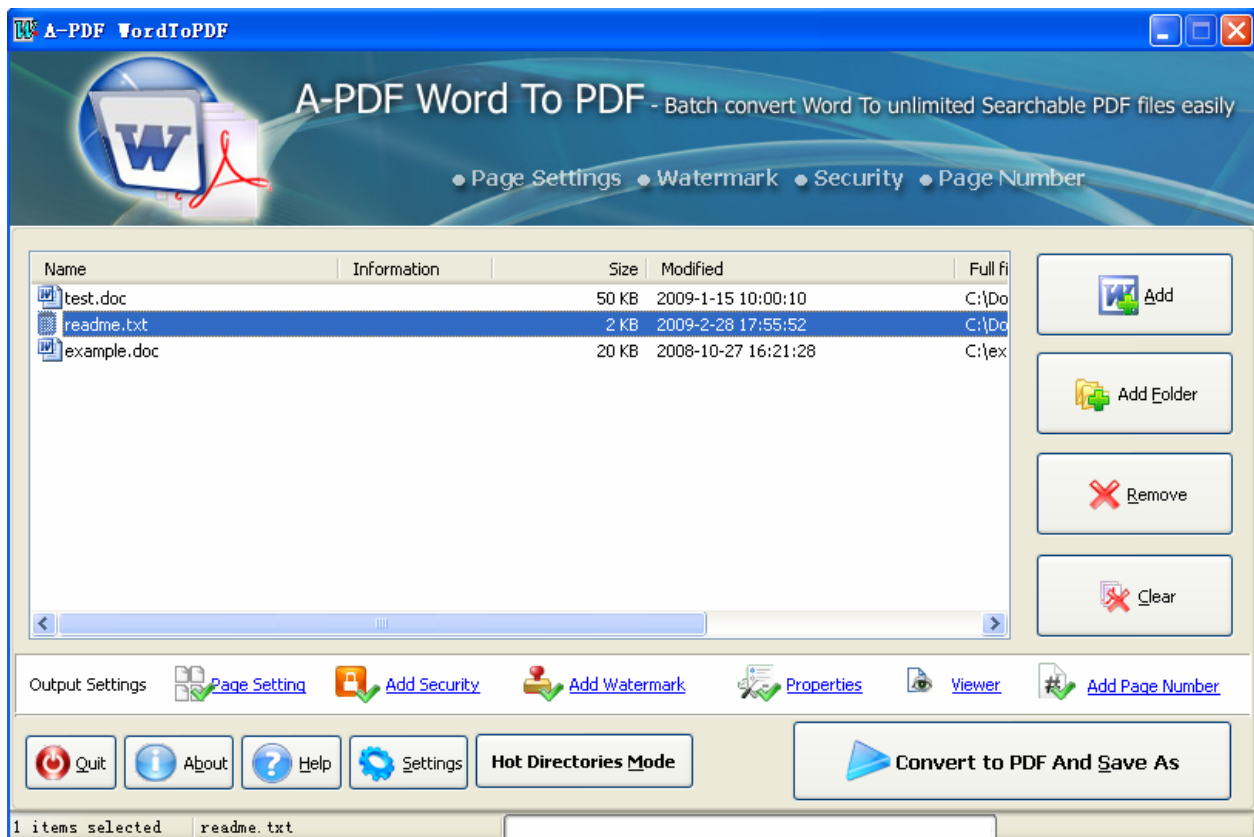 A-PDF WordToPDF
A-PDF Word To PDF - Batch convert Word To unlimited Searchable PDF files easily
● Page Settings ● Watermark ● Security ● Page Number
Name Information Size Modified Full fi
test.doc 50 KB 2009-1-15 10:00:10 C:\Do
readme.txt 2 KB 2009-2-28 17:55:52 C:\Do
example.doc 20 KB 2008-10-27 16:21:28 C:\ex
Add
Add Folder
Remove
Clear
Output Settings Page Setting Add Security Add Watermark Properties Viewer Add Page Number
Quit About Help Settings Hot Directories Mode Convert to PDF And Save As
1 items selected readme.txt